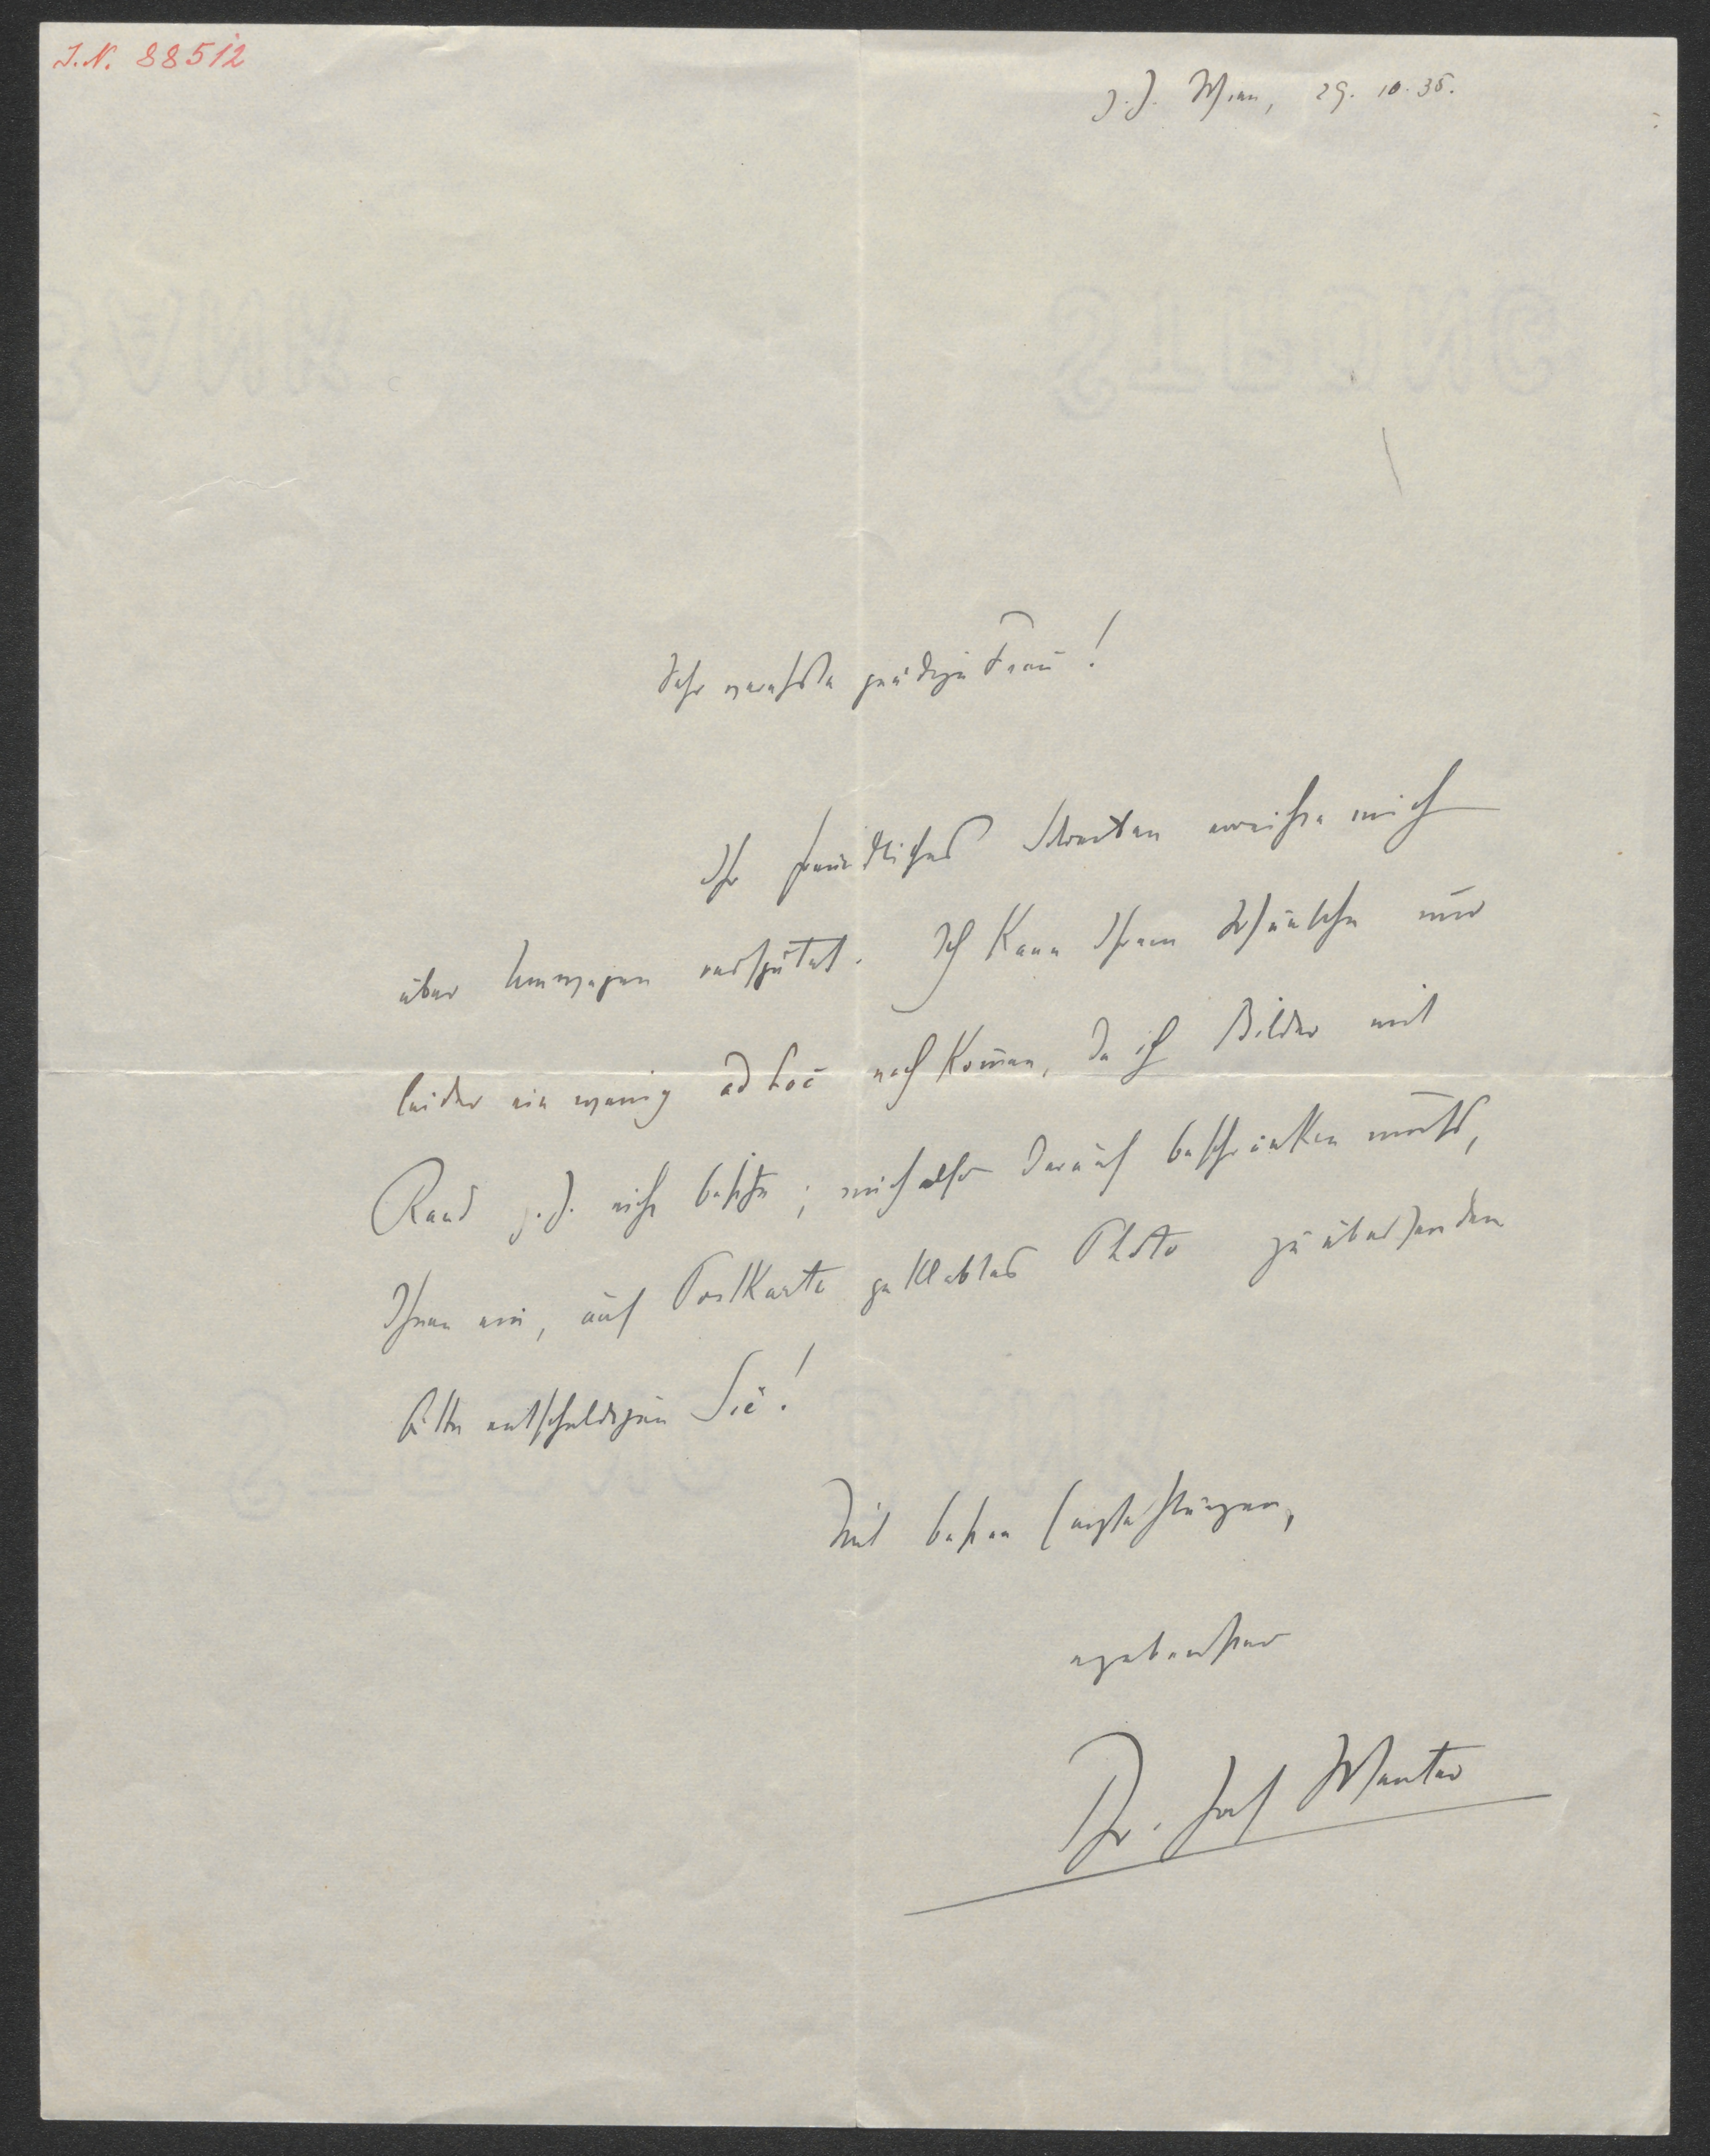 I.N. 88512
z.Z. Wien, 29. 10. 35.
Sehr verehrte gnädige Frau!
Ihr freundliches Schreiben erreichte mich
über Umwegen verspätet. Ich kann Ihrem Wunsche nur
leider ein wenig ad hoc nachkommen, da ich Bilder mit
Rand z.Z. nicht besitze; mich also darauf beschränken muss,
Ihnen ein, auf Postkarte geklebtes Photo zu übersenden
Bitte entschuldigen Sie!
Mit besten Empfehlungen,
ergebenster
Dr. Josef Wenter